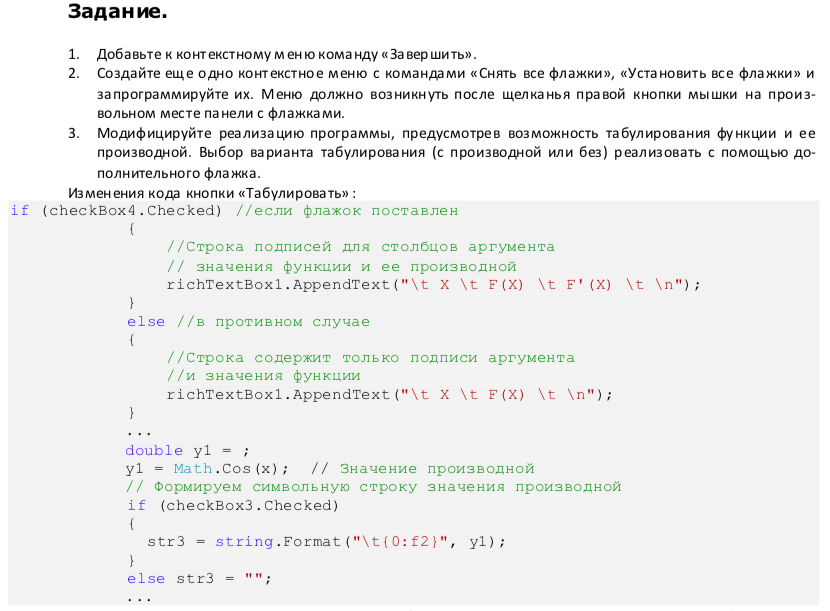 Задание.
1. Добавьте к контекстному меню команду «Завершить».
2. Создайте еще одно контекстное меню с командами «Снять все флажки», «Установить все флажки» и
запрограммируйте их. Меню должно возникнуть после щелканья правой кнопки мышки на произ-
вольном месте панели с флажками.
3. Модифицируйте реализацию программы, предусмотрев возможность табулирования функции и ее
производной. Выбор варианта табулирования (с производной или без) реализовать с помощью до-
полнительного флажка.
Изменения кода кнопки «Табулировать» :
if (checkBox4.Checked) //если флажок поставлен
{
//Строка подписей для столбцов аргумента
// значения функции и ее производной
richTextBox1.AppendText("\t X \t F(X) \t F'(X) \t \n");
}
else //в противном случае
{
//Строка содержит только подписи аргумента
//и значения функции
richTextBox1.AppendText("\t X \t F(X) \t \n");
}
...
double y1 = ;
y1 = Math.Cos(x); // Значение производной
// Формируем символьную строку значения производной
if (checkBox3.Checked)
{
str3 = string.Format("\t{0:f2}", y1);
}
else str3 = "";
...